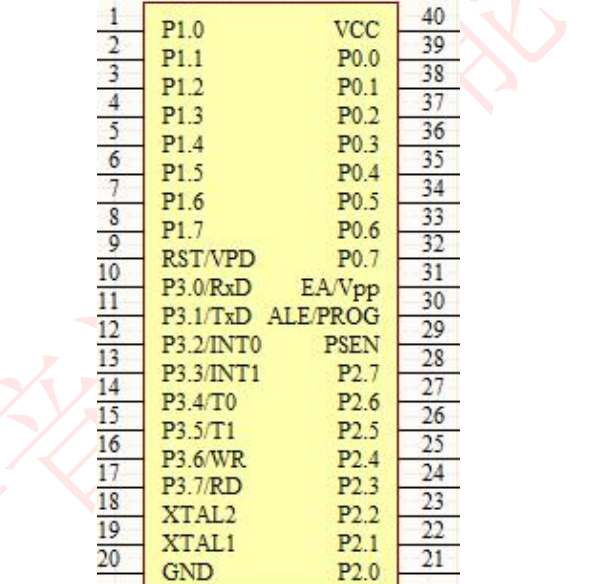 1 P1.0 VCC 40
2 P1.1 P0.0 39
3 P1.2 P0.1 38
4 P1.3 P0.2 37
5 P1.4 P0.3 36
6 P1.5 P0.4 35
7 P1.6 P0.5 34
8 P1.7 P0.6 33
9 RST/VPD P0.7 32
10 P3.0/RxD EA/Vpp 31
11 P3.1/TxD ALE/PROG 30
12 P3.2/INT0 PSEN 29
13 P3.3/INT1 P2.7 28
14 P3.4/T0 P2.6 27
15 P3.5/T1 P2.5 26
16 P3.6/WR P2.4 25
17 P3.7/RD P2.3 24
18 XTAL2 P2.2 23
19 XTAL1 P2.1 22
20 GND P2.0 21